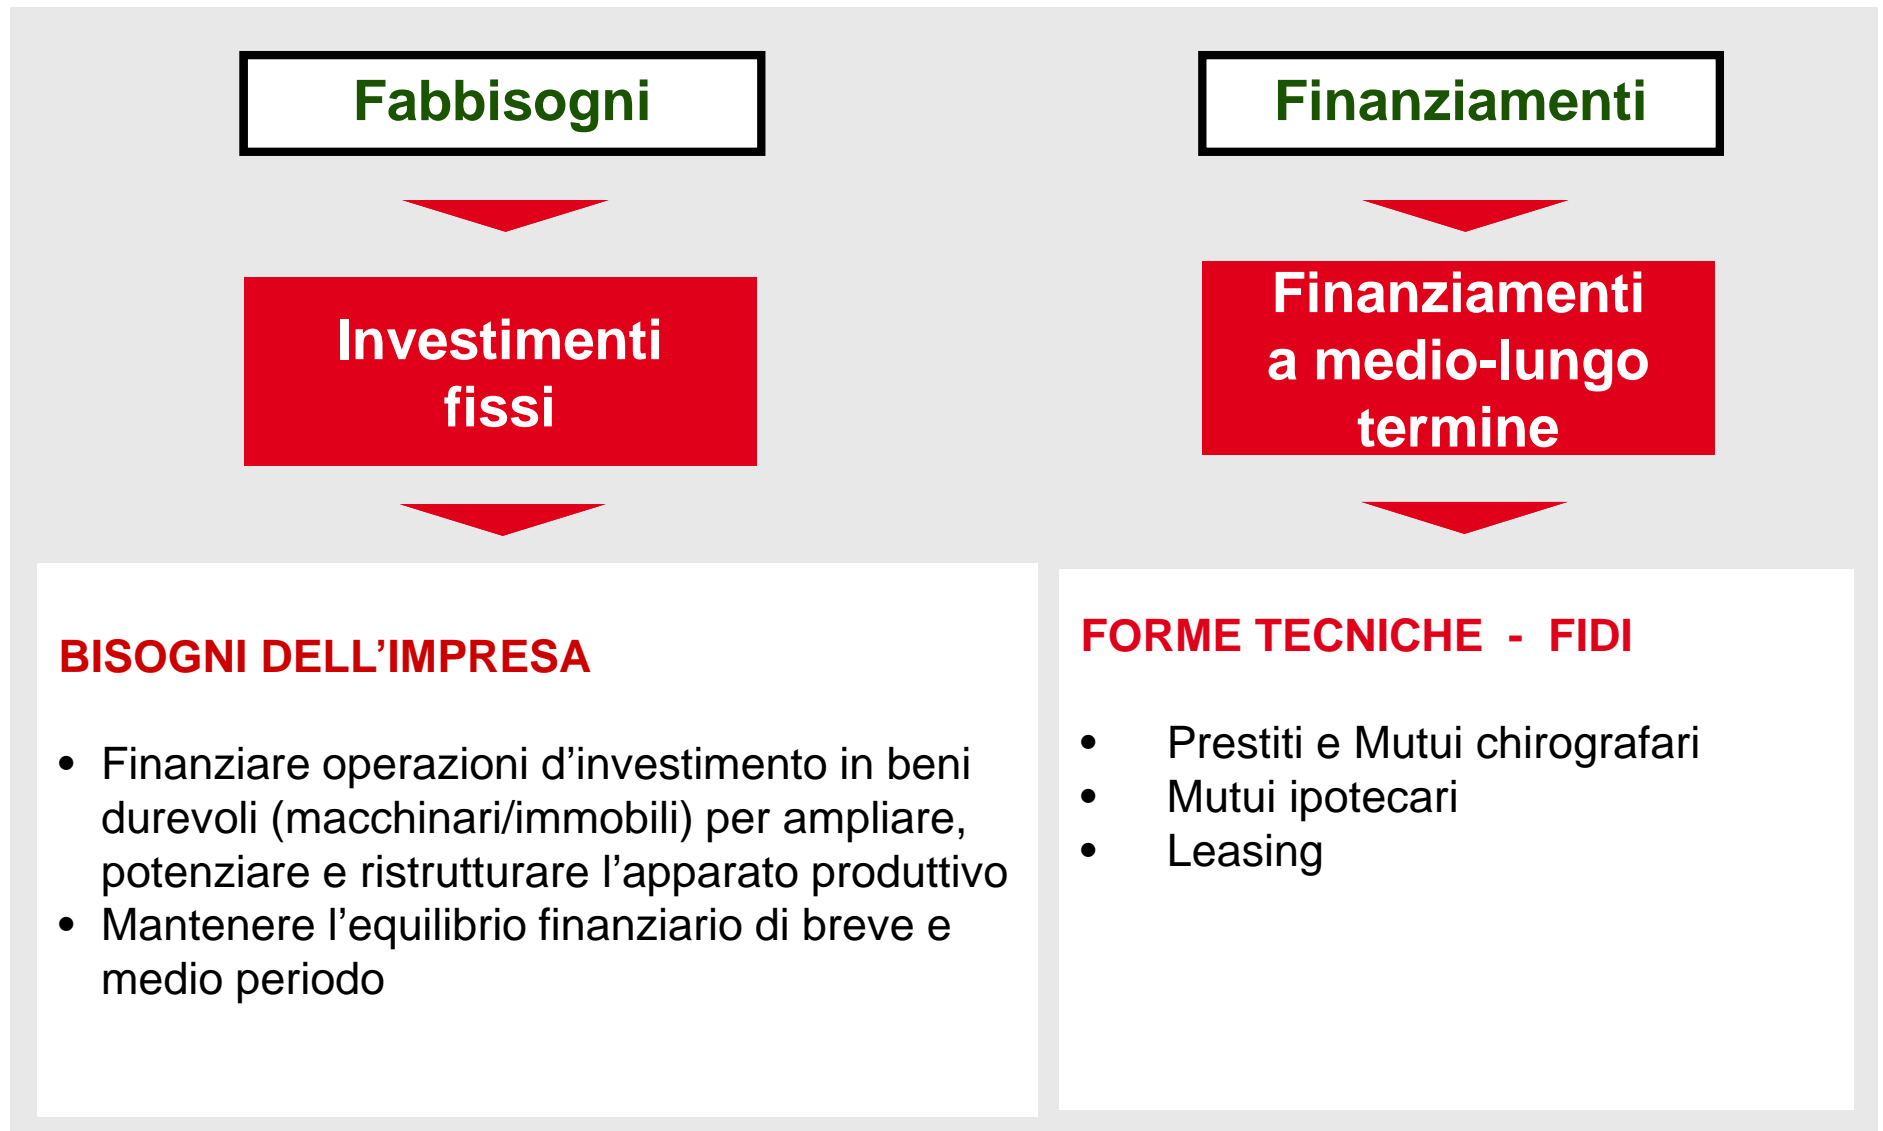 Fabbisogni
Investimenti
fissi
BISOGNI DELL’IMPRESA
• Finanziare operazioni d’investimento in beni
durevoli (macchinari/immobili) per ampliare,
potenziare e ristrutturare l’apparato produttivo
• Mantenere l’equilibrio finanziario di breve e
medio periodo
Finanziamenti
Finanziamenti
a medio-lungo
termine
FORME TECNICHE - FIDI
• Prestiti e Mutui chirografari
• Mutui ipotecari
• Leasing